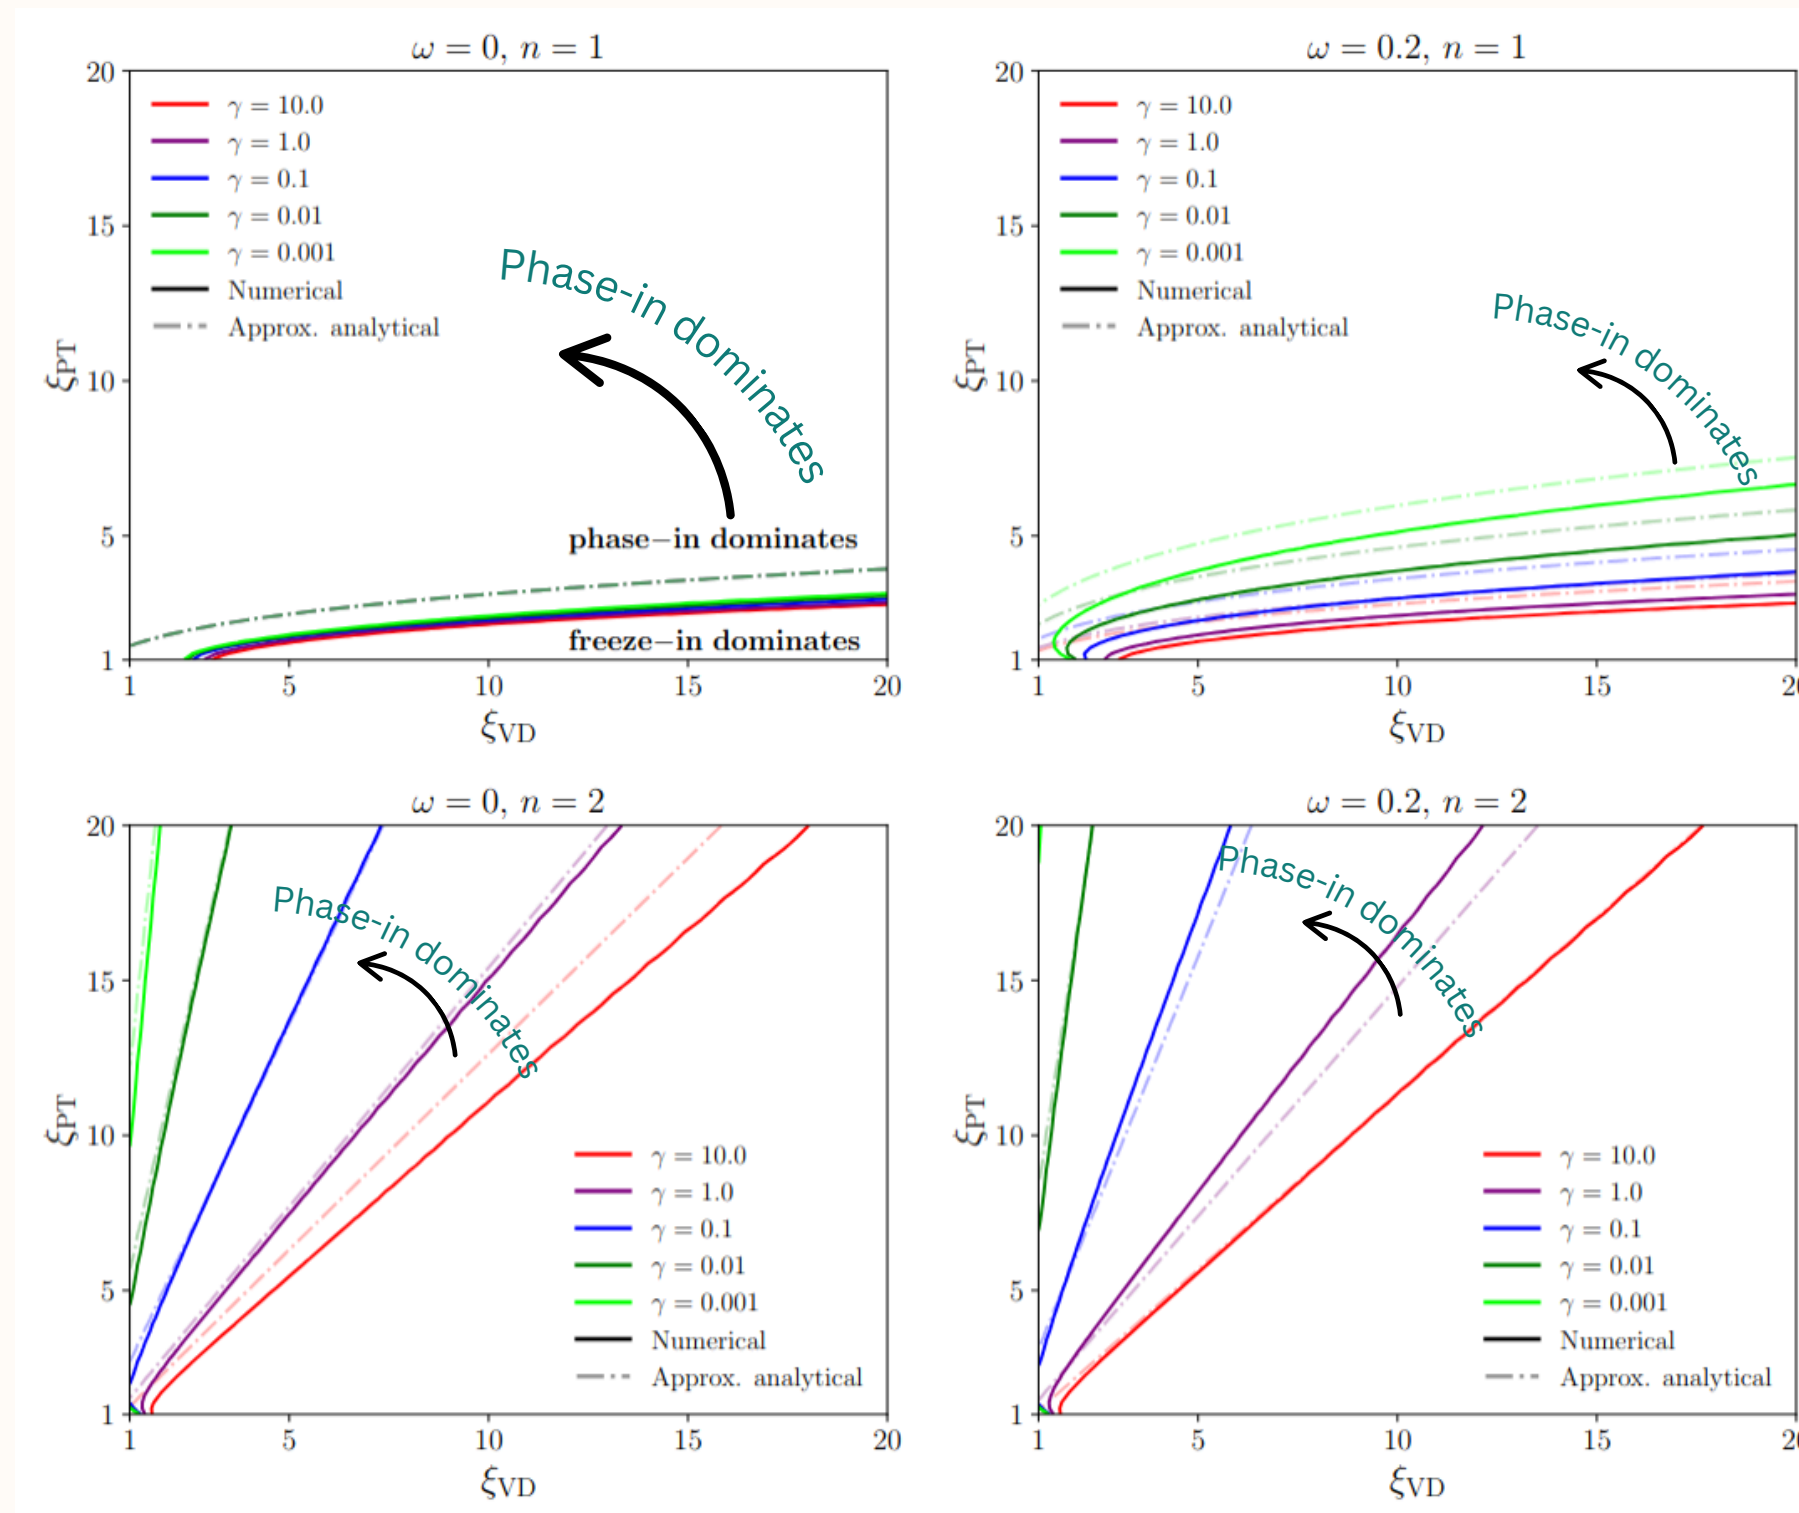 ω = 0, n = 1
20
15
10
5
1
ξPT
γ = 10.0
γ = 1.0
γ = 0.1
γ = 0.01
γ = 0.001
Numerical
Approx. analytical
Phase-in dominates
phase−in dominates
freeze−in dominates
1 5 10 15 20
ξVD
ω = 0.2, n = 1
20
15
10
5
1
ξPT
γ = 10.0
γ = 1.0
γ = 0.1
γ = 0.01
γ = 0.001
Numerical
Approx. analytical
Phase-in dominates
1 5 10 15 20
ξVD
ω = 0, n = 2
20
15
10
5
1
ξPT
Phase-in dominates
γ = 10.0
γ = 1.0
γ = 0.1
γ = 0.01
γ = 0.001
Numerical
Approx. analytical
1 5 10 15 20
ξVD
ω = 0.2, n = 2
20
15
10
5
1
ξPT
Phase-in dominates
γ = 10.0
γ = 1.0
γ = 0.1
γ = 0.01
γ = 0.001
Numerical
Approx. analytical
1 5 10 15 20
ξVD